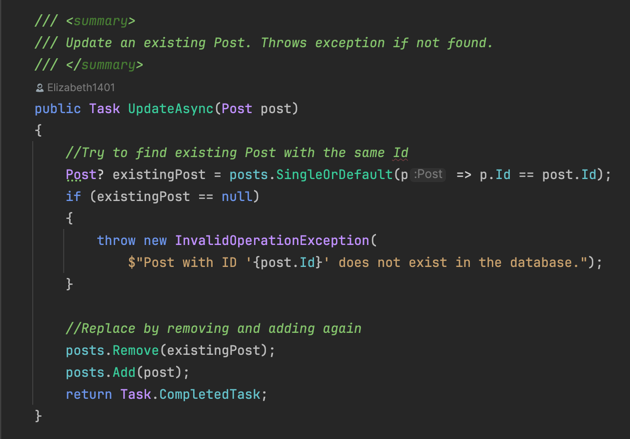 /// <summary>
/// Update an existing Post. Throws exception if not found.
/// </summary>
Elizabeth1401
public Task UpdateAsync(Post post)
{
//Try to find existing Post with the same Id
Post? existingPost = posts.SingleOrDefault(p :Post => p.Id == post.Id);
if (existingPost == null)
{
throw new InvalidOperationException(
$"Post with ID '{post.Id}' does not exist in the database.");
}
//Replace by removing and adding again
posts.Remove(existingPost);
posts.Add(post);
return Task.CompletedTask;
}